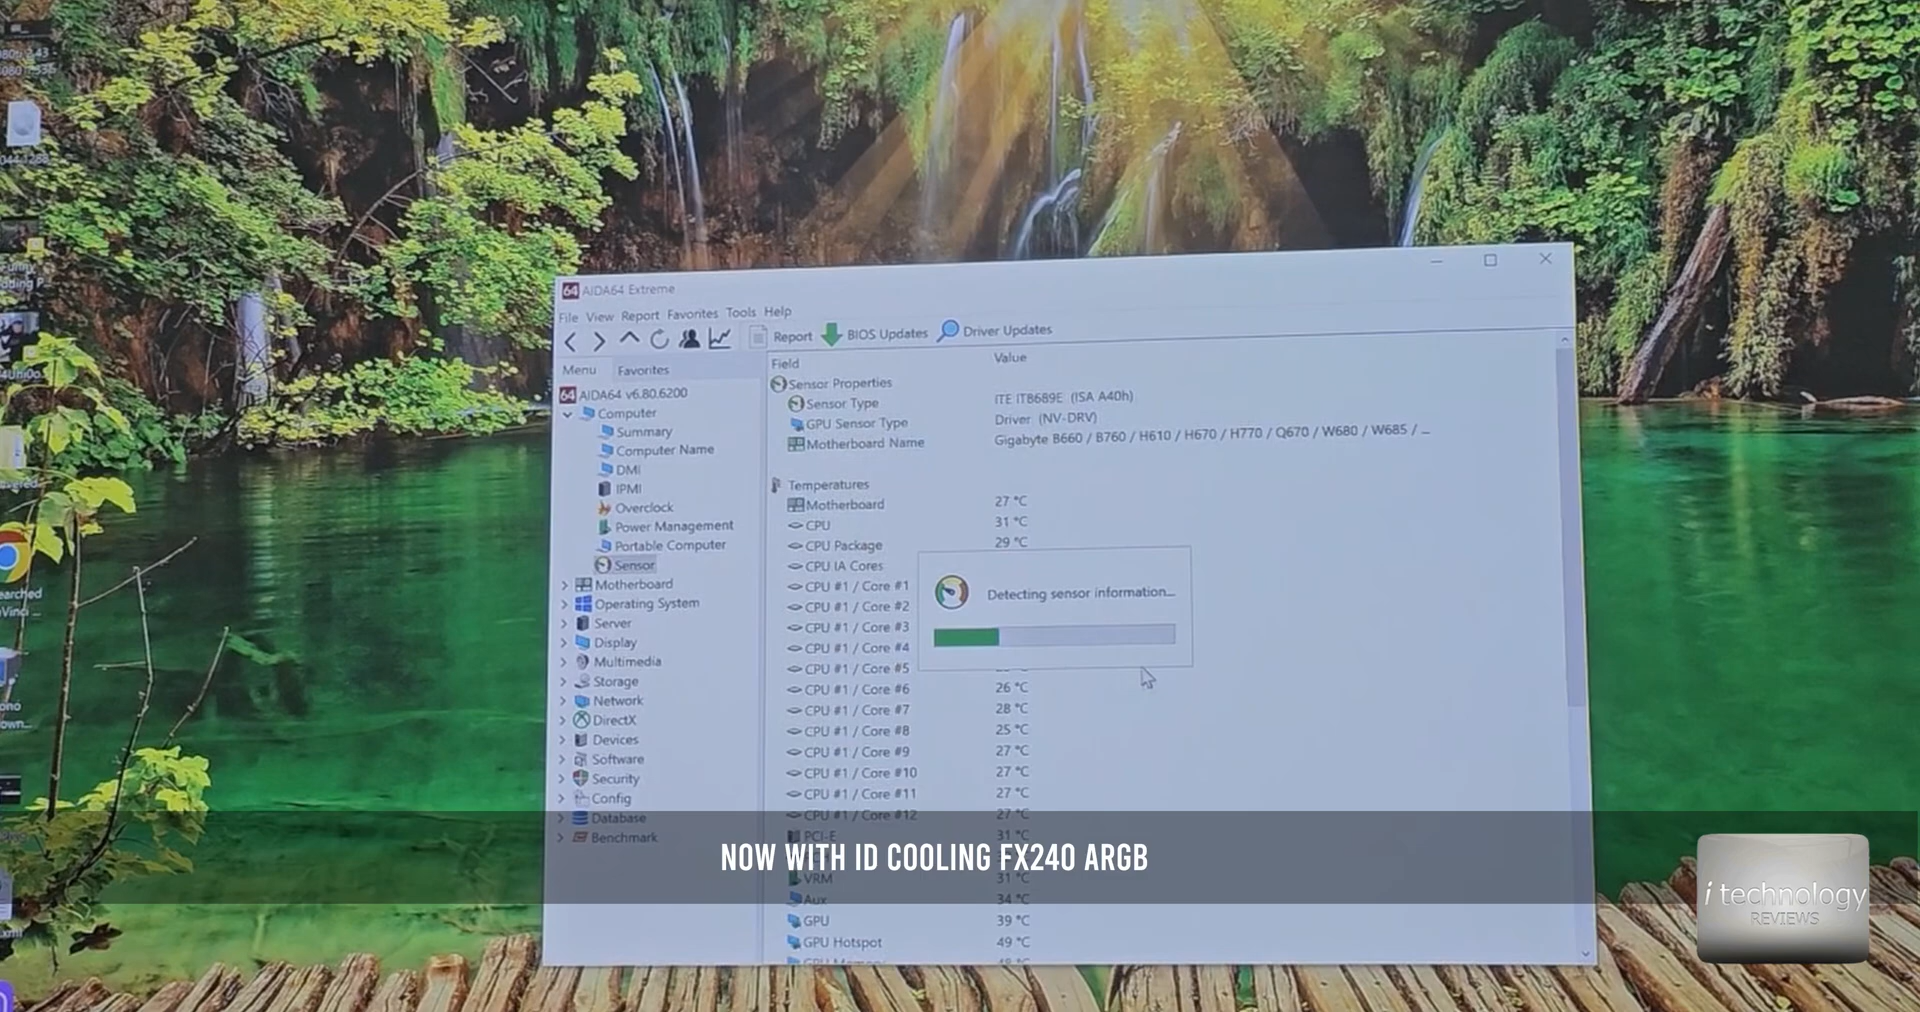 AIDA64 Extreme
File View Report Favorites Tools Help
Report BIOS Updates Driver Updates
Menu Favorites
Field Value
64 AIDA64 v6.80.6200
Computer
Summary
Computer Name
DMI
IPMI
Overclock
Power Management
Portable Computer
Sensor
Motherboard
Operating System
Server
Display
Multimedia
Storage
Network
DirectX
Devices
Software
Security
Config
Database
Benchmark
Sensor Properties
Sensor Type ITE IT8689E (ISA A40h)
GPU Sensor Type Driver (NV-DRV)
Motherboard Name Gigabyte B660 / B760 / H610 / H670 / H770 / Q670 / W680 / W685 / ...
Temperatures
Motherboard 27 °C
CPU 31 °C
CPU Package 29 °C
CPU IA Cores
CPU #1 / Core #1
CPU #1 / Core #2
CPU #1 / Core #3
CPU #1 / Core #4
CPU #1 / Core #5
CPU #1 / Core #6 26 °C
CPU #1 / Core #7 28 °C
CPU #1 / Core #8 25 °C
CPU #1 / Core #9 27 °C
CPU #1 / Core #10 27 °C
CPU #1 / Core #11 27 °C
CPU #1 / Core #12 27 °C
PCI-E 31 °C
VRM 31 °C
Aux 34 °C
GPU 39 °C
GPU Hotspot 49 °C
Detecting sensor information...
NOW WITH ID COOLING FX240 ARGB
i technology
REVIEWS